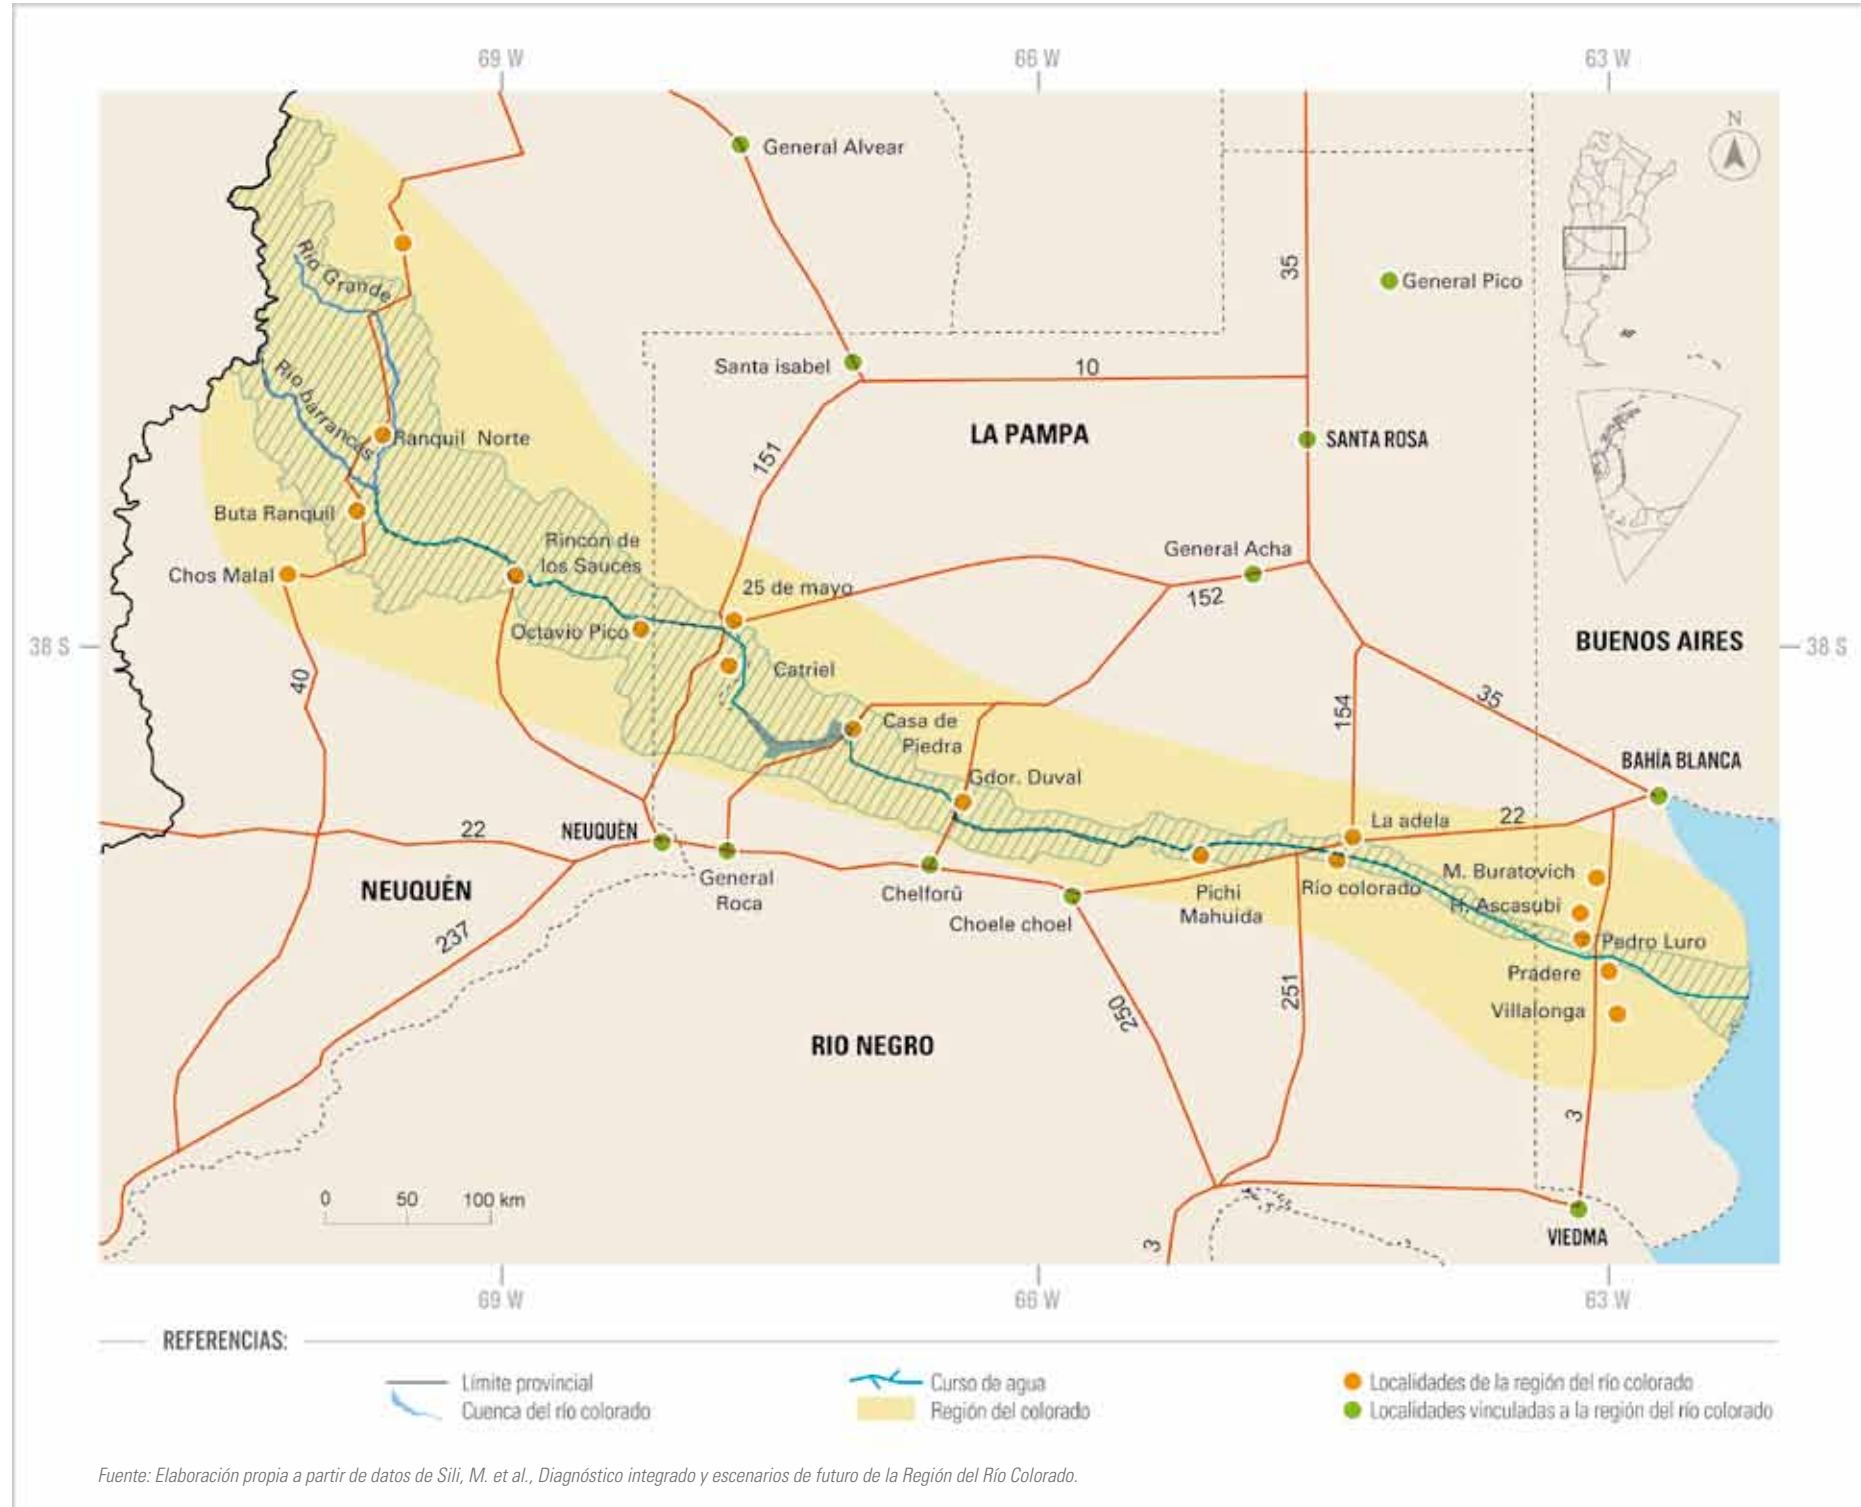 69 W
66 W
63 W
N
General Alvear
35
General Pico
Río Grande
Santa isabel
10
Río barrancas
LA PAMPA
SANTA ROSA
Ranquil Norte
151
Buta Ranquil
Rincón de
los Sauces
General Acha
Chos Malal
25 de mayo
152
Octavio Pico
38 S
BUENOS AIRES
38 S
40
Catriel
154
35
Casa de
Piedra
BAHÍA BLANCA
Gdor. Duval
22
NEUQUÉN
La adela
22
General
Roca
NEUQUÉN
Chelforû
Pichi
Mahuida
Río colorado
M. Buratovich
H. Ascasubi
Choele choel
237
Pedro Luro
Pradere
251
250
Villalonga
RIO NEGRO
3
0
50
100 km
VIEDMA
3
69 W
66 W
63 W
REFERENCIAS:
Límite provincial
Cuenca del río colorado
Curso de agua
Región del colorado
Localidades de la región del río colorado
Localidades vinculadas a la región del río colorado
Fuente: Elaboración propia a partir de datos de Sili, M. et al., Diagnóstico integrado y escenarios de futuro de la Región del Río Colorado.